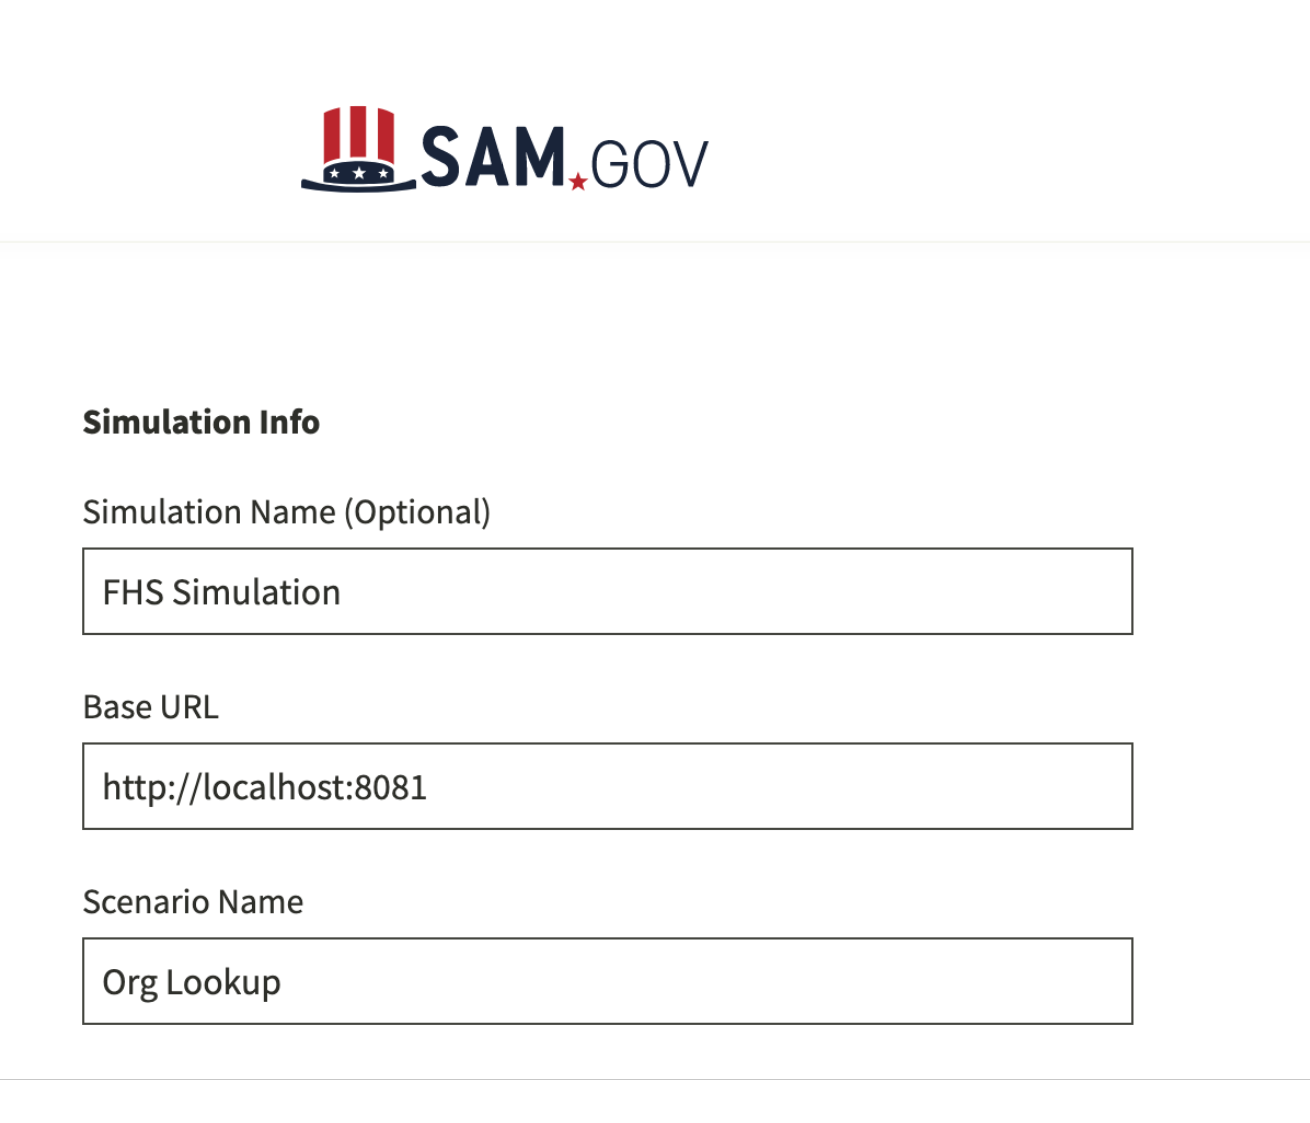 SAM.GOV
Simulation Info
Simulation Name (Optional)
FHS Simulation
Base URL
http://localhost:8081
Scenario Name
Org Lookup